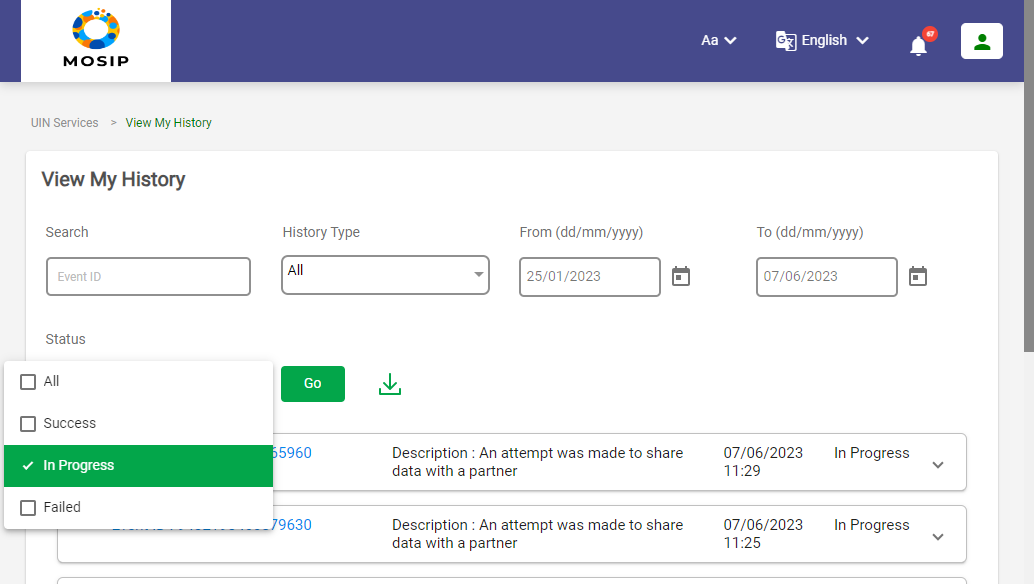 MOSIP
Aa
English
67
UIN Services > View My History
View My History
Search
History Type
From (dd/mm/yyyy)
To (dd/mm/yyyy)
Event ID
All
25/01/2023
07/06/2023
Status
All
Success
In Progress
Failed
Go
65960
Description : An attempt was made to share
data with a partner
07/06/2023
11:29
In Progress
79630
Description : An attempt was made to share
data with a partner
07/06/2023
11:25
In Progress